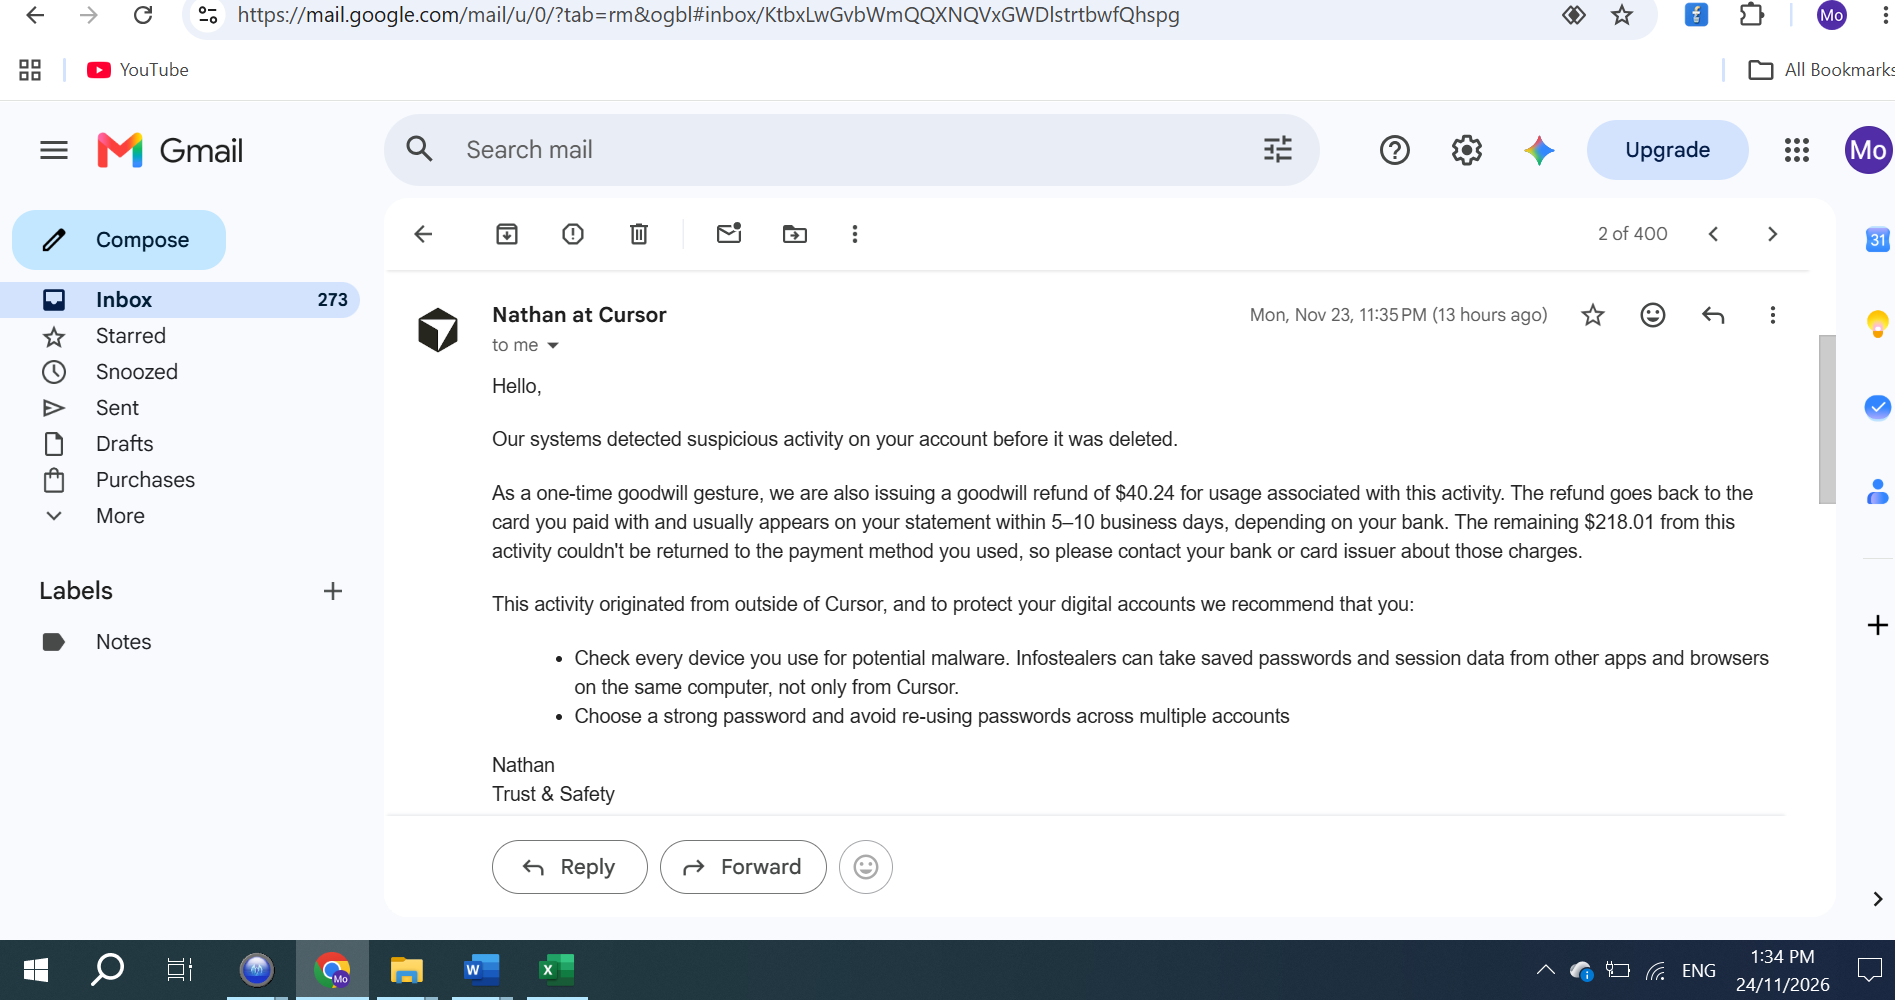 https://mail.google.com/mail/u/0/?tab=rm&ogbl#inbox/KtbxLwGvbWmQQXNQVxGWDlstrtbwfQhspg
Mo
YouTube
All Bookmarks
Gmail
Search mail
Upgrade
Mo
Compose
2 of 400
31
Inbox 273
Starred
Snoozed
Sent
Drafts
Purchases
More
Labels
Notes
Nathan at Cursor
Mon, Nov 23, 11:35 PM (13 hours ago)
to me
Hello,
Our systems detected suspicious activity on your account before it was deleted.
As a one-time goodwill gesture, we are also issuing a goodwill refund of $40.24 for usage associated with this activity. The refund goes back to the
card you paid with and usually appears on your statement within 5–10 business days, depending on your bank. The remaining $218.01 from this
activity couldn't be returned to the payment method you used, so please contact your bank or card issuer about those charges.
This activity originated from outside of Cursor, and to protect your digital accounts we recommend that you:
• Check every device you use for potential malware. Infostealers can take saved passwords and session data from other apps and browsers
on the same computer, not only from Cursor.
• Choose a strong password and avoid re-using passwords across multiple accounts
Nathan
Trust & Safety
Reply
Forward
Mo
W
X
ENG
1:34 PM
24/11/2026